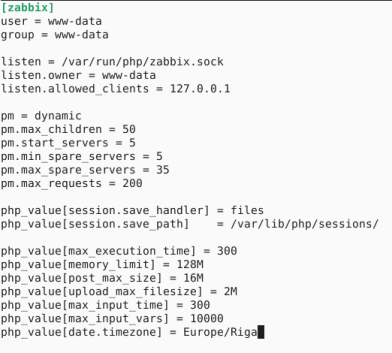 [zabbix]
user = www-data
group = www-data
listen = /var/run/php/zabbix.sock
listen.owner = www-data
listen.allowed_clients = 127.0.0.1
pm = dynamic
pm.max_children = 50
pm.start_servers = 5
pm.min_spare_servers = 5
pm.max_spare_servers = 35
pm.max_requests = 200
php_value[session.save_handler] = files
php_value[session.save_path]    = /var/lib/php/sessions/
php_value[max_execution_time] = 300
php_value[memory_limit] = 128M
php_value[post_max_size] = 16M
php_value[upload_max_filesize] = 2M
php_value[max_input_time] = 300
php_value[max_input_vars] = 10000
php_value[date.timezone] = Europe/Riga